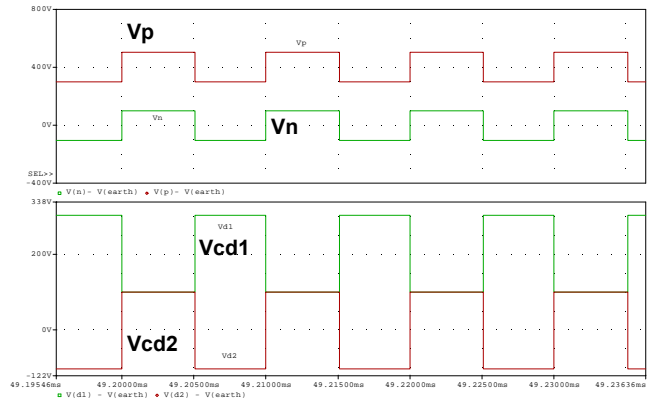 800V
Vp
Vp
400V
Vn
Vn
0V
SEL>>
-400V
V(n)- V(earth) V(p)- V(earth)
338V
Vd1
Vcd1
200V
0V
Vcd2
Vd2
-122V
49.19546ms 49.20000ms 49.20500ms 49.21000ms 49.21500ms 49.22000ms 49.22500ms 49.23000ms 49.23636ms
V(d1) - V(earth) V(d2) - V(earth)